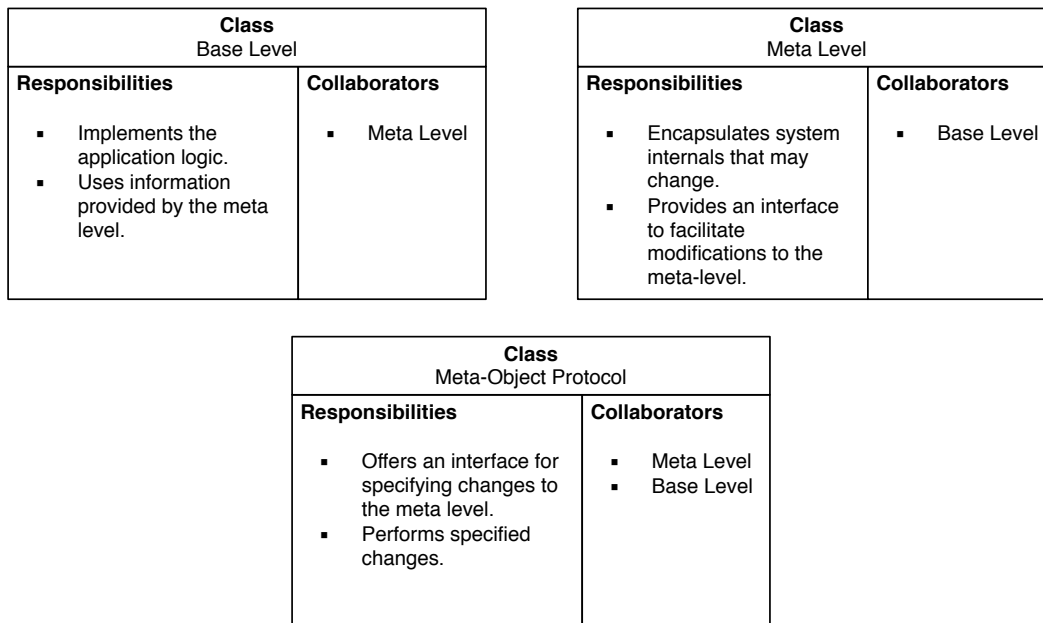 Class
Base Level
Responsibilities
Collaborators
▪ Implements the
application logic.
▪ Uses information
provided by the meta
level.
▪ Meta Level
Class
Meta Level
Responsibilities
Collaborators
▪ Encapsulates system
internals that may
change.
▪ Provides an interface
to facilitate
modifications to the
meta-level.
▪ Base Level
Class
Meta-Object Protocol
Responsibilities
Collaborators
▪ Offers an interface for
specifying changes to
the meta level.
▪ Performs specified
changes.
▪ Meta Level
▪ Base Level